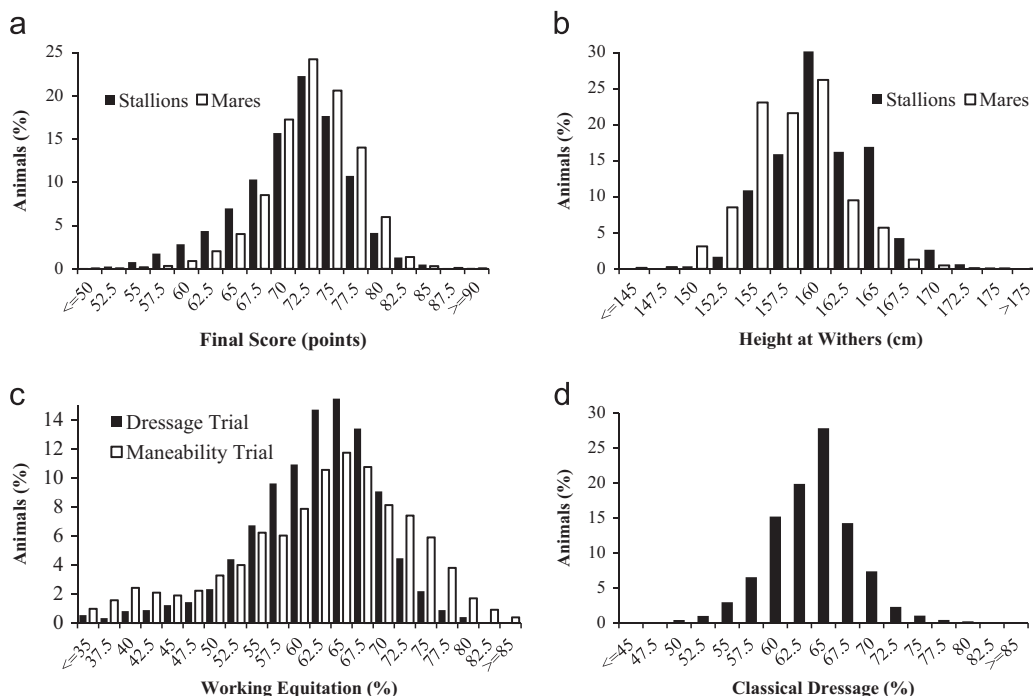 a
25
20
15
10
5
0
Animals (%)
Stallions Mares
<=50 52.5 55 57.5 60 62.5 65 67.5 70 72.5 75 77.5 80 82.5 85 87.5 >=90
Final Score (points)
b
30
25
20
15
10
5
0
Animals (%)
Stallions Mares
<=145 147.5 150 152.5 155 157.5 160 162.5 165 167.5 170 172.5 175 >175
Height at Withers (cm)
c
14
12
10
8
6
4
2
0
Animals (%)
Dressage Trial
Maneability Trial
<=35 37.5 40 42.5 45 47.5 50 52.5 55 57.5 60 62.5 65 67.5 70 72.5 75 77.5 80 82.5 >=85
Working Equitation (%)
d
30
25
20
15
10
5
0
Animals (%)
<=45 47.5 50 52.5 55 57.5 60 62.5 65 67.5 70 72.5 75 77.5 80 82.5 >=85
Classical Dressage (%)